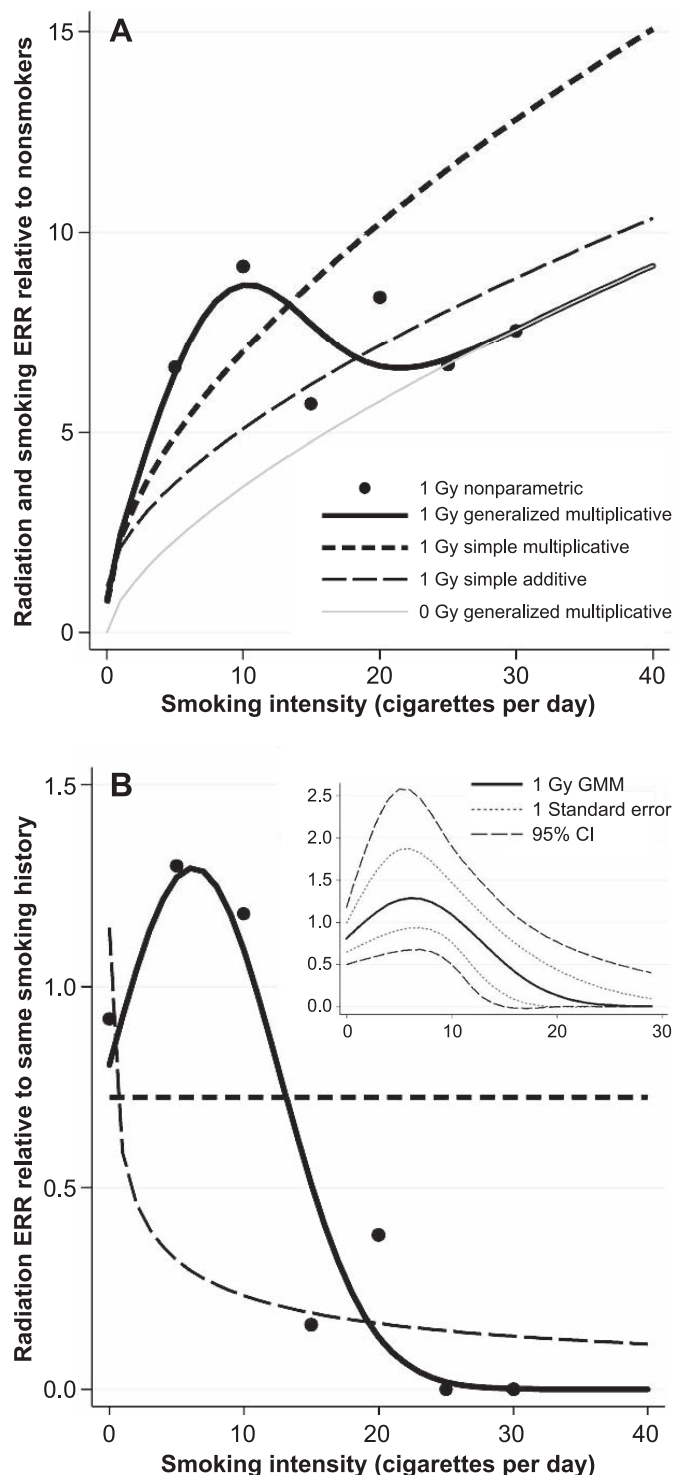 A
Radiation and smoking ERR relative to nonsmokers
15
10
5
0
1 Gy nonparametric
1 Gy generalized multiplicative
1 Gy simple multiplicative
1 Gy simple additive
0 Gy generalized multiplicative
0 10 20 30 40
Smoking intensity (cigarettes per day)
B
Radiation ERR relative to same smoking history
1.5
1.0
0.5
0.0
2.5
2.0
1.5
1.0
0.5
0.0
1 Gy GMM
1 Standard error
95% CI
0 10 20 30
0 10 20 30 40
Smoking intensity (cigarettes per day)